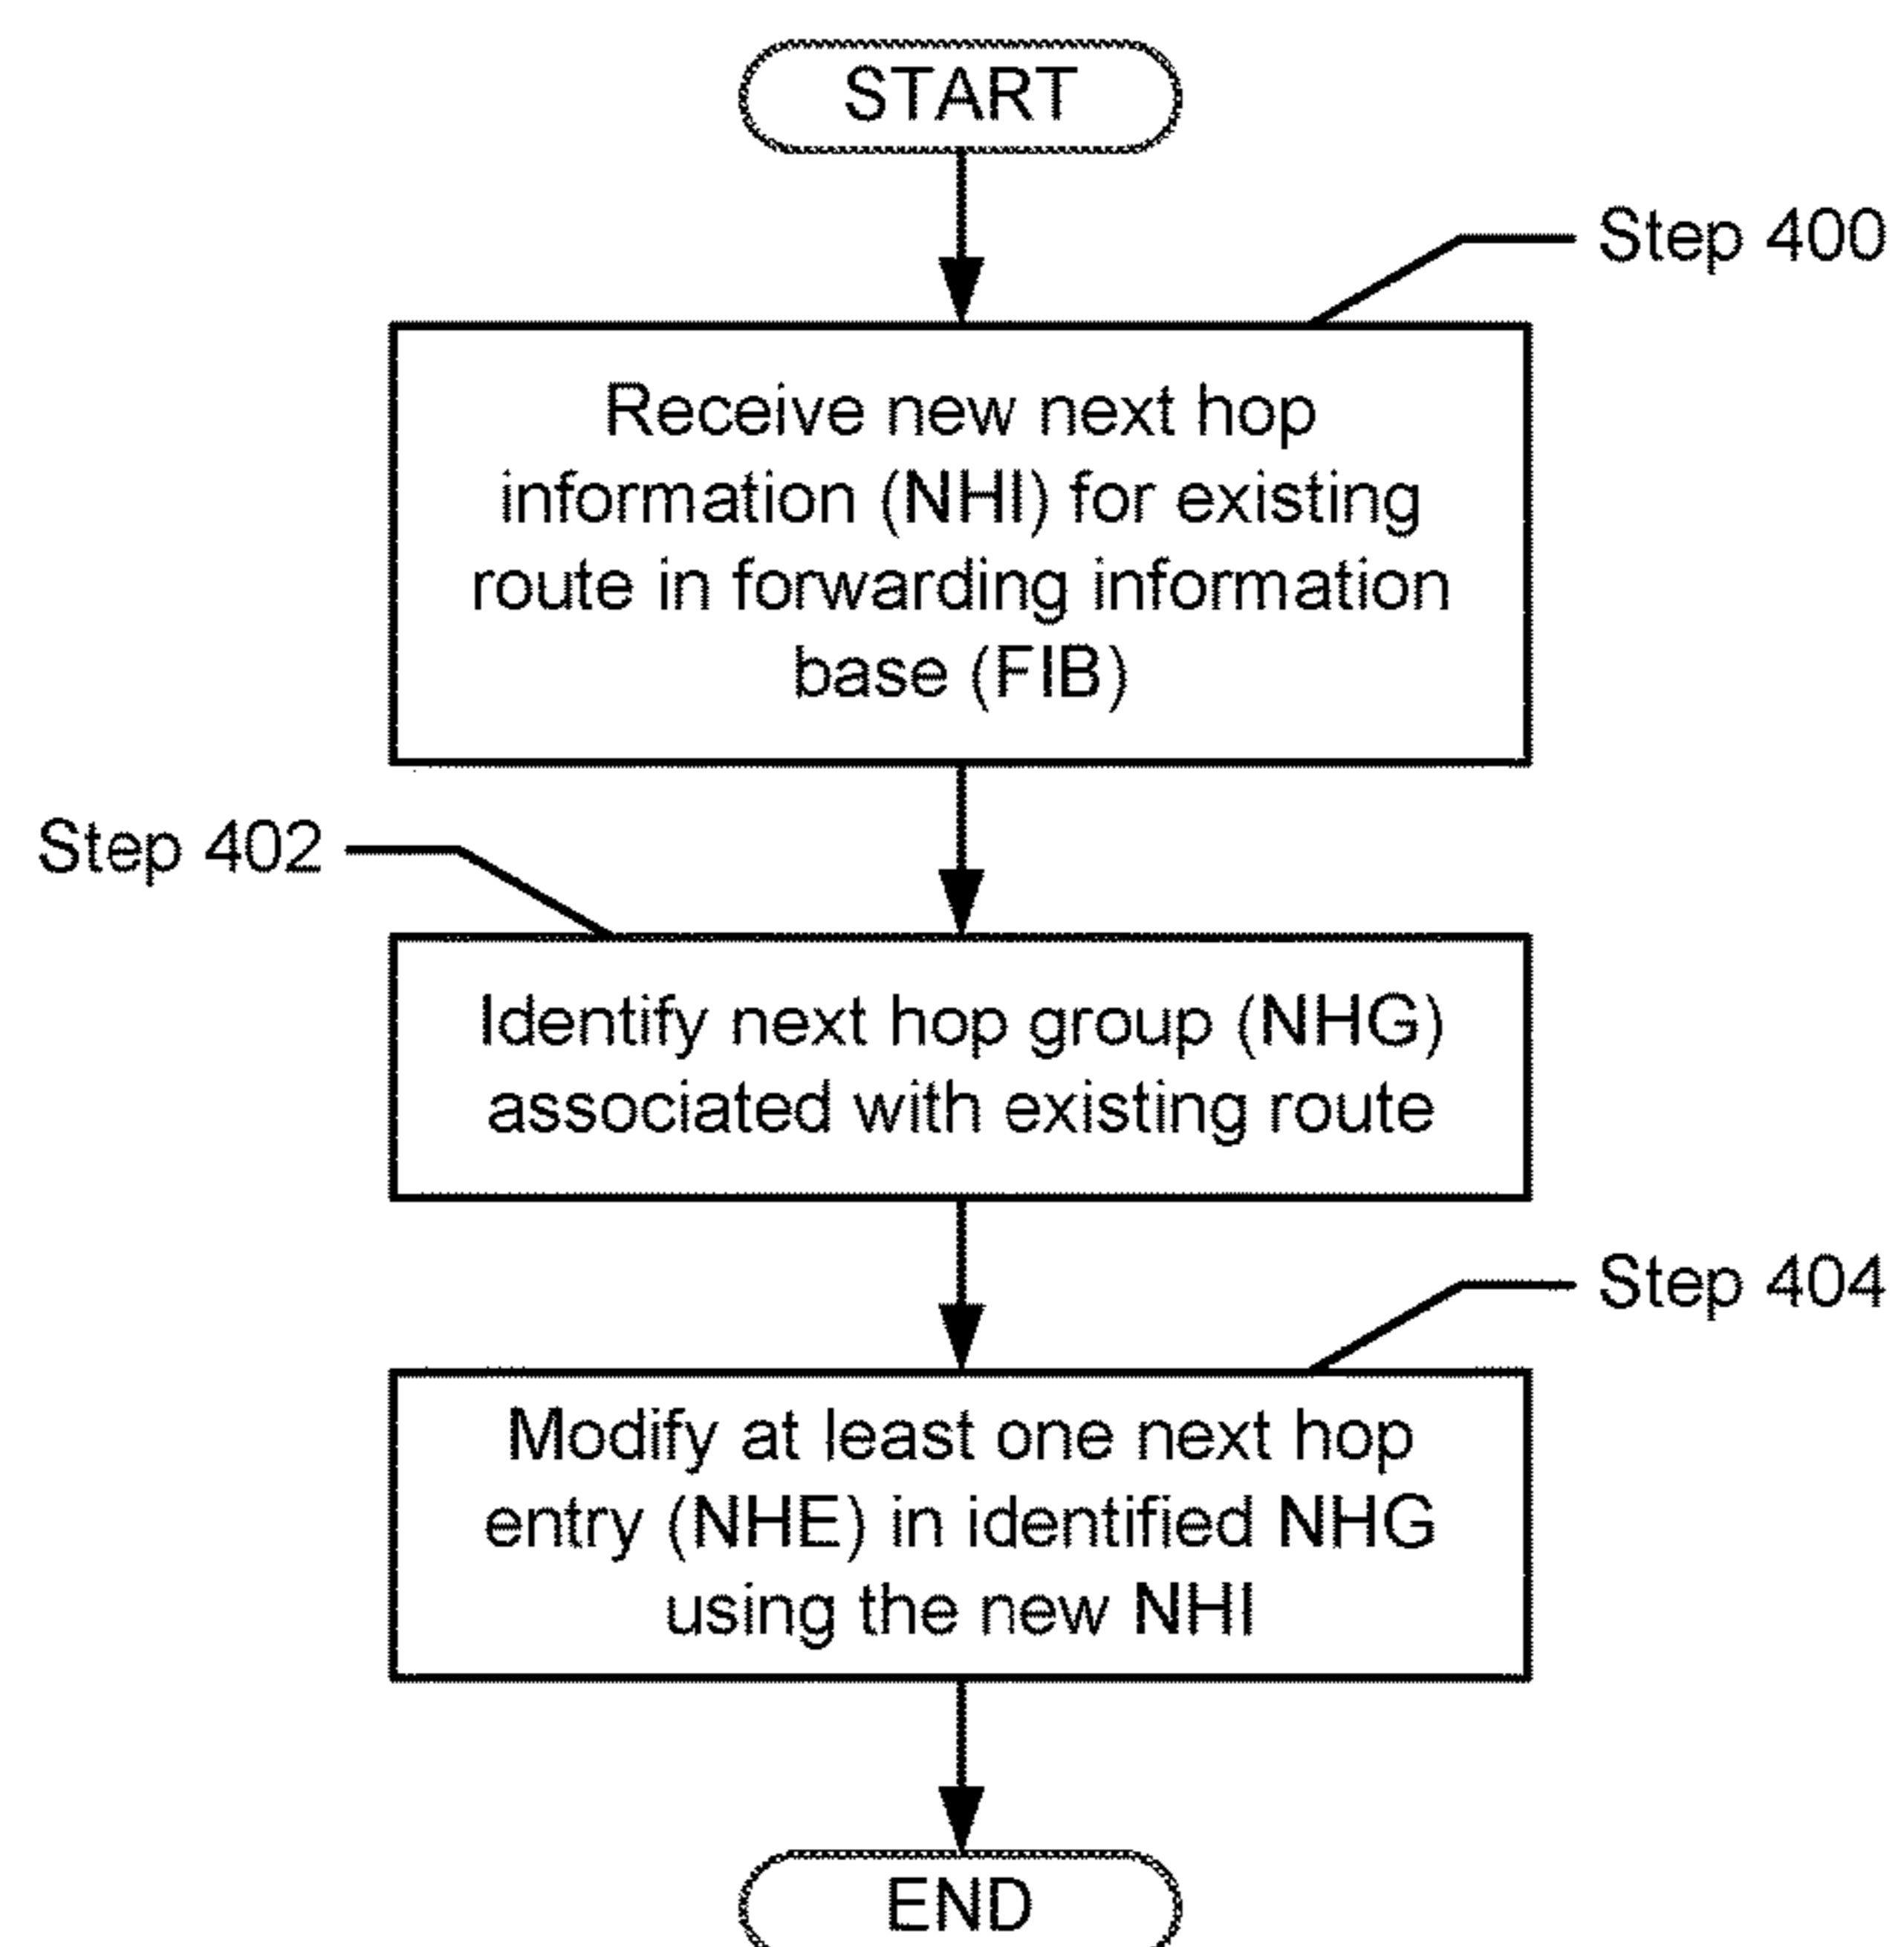 START
Step 400
Receive new next hop
information (NHI) for existing
route in forwarding information
base (FIB)
Step 402
Identify next hop group (NHG)
associated with existing route
Step 404
Modify at least one next hop
entry (NHE) in identified NHG
using the new NHI
END